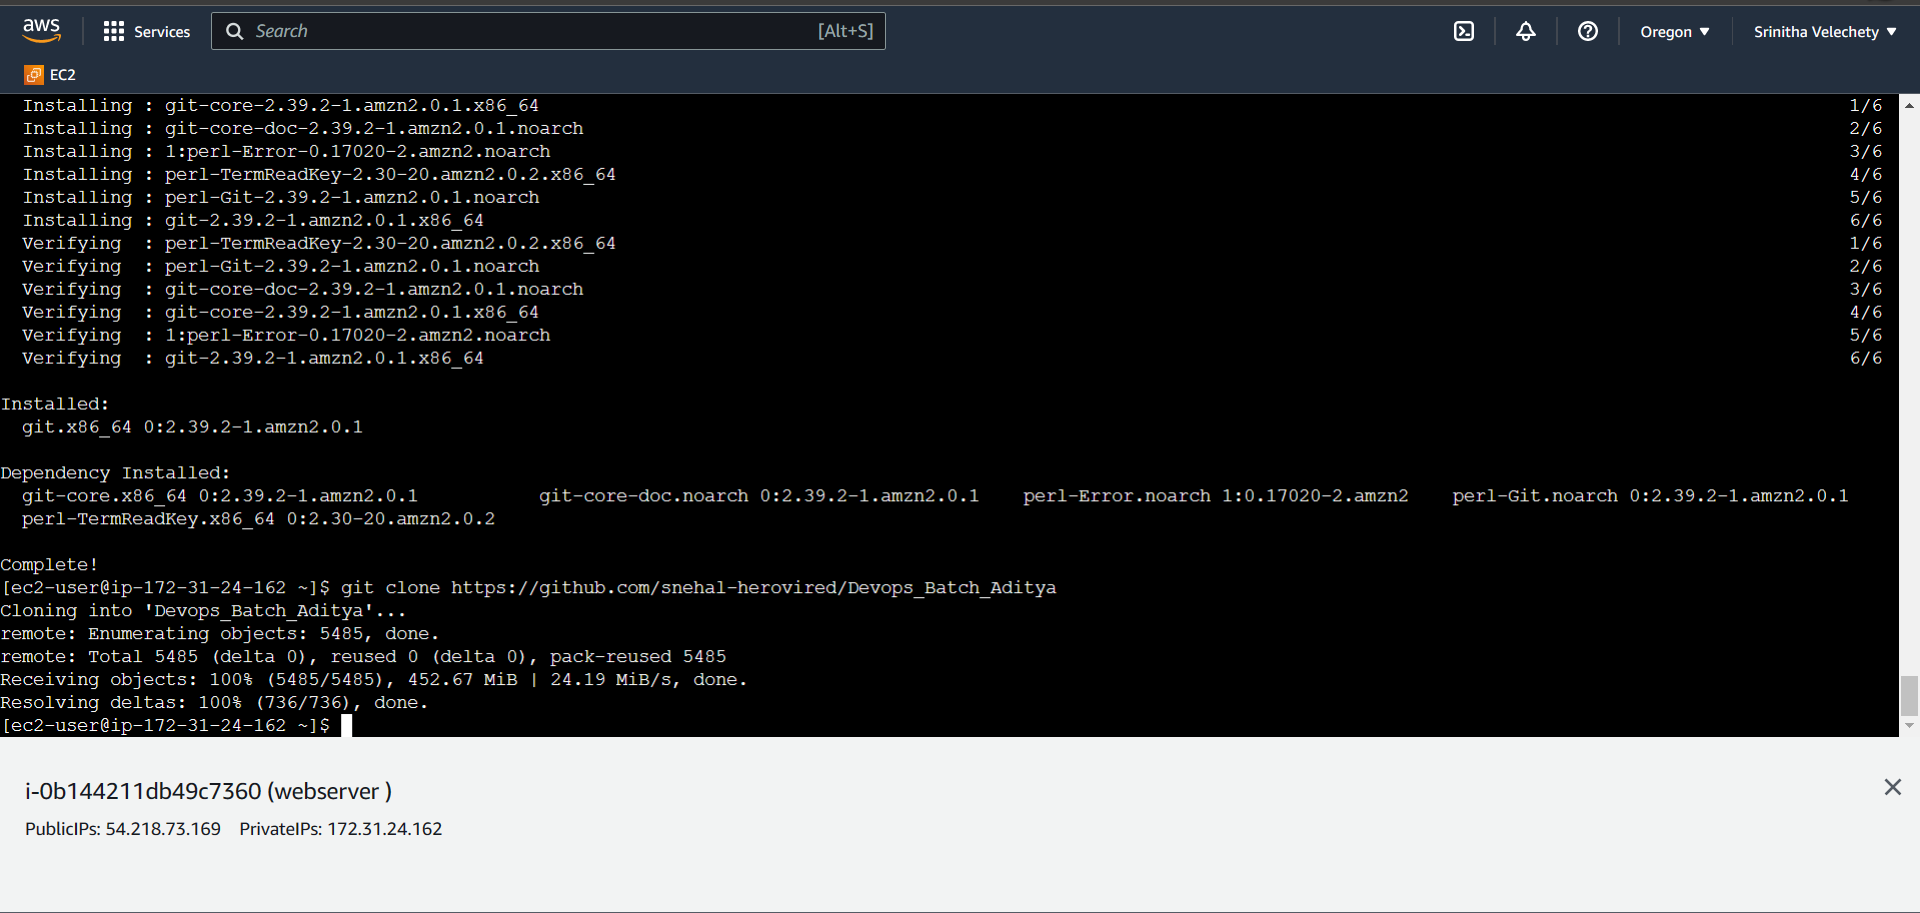 aws Services Search [Alt+S] Oregon ▼ Srinitha Velechety ▼
EC2
Installing : git-core-2.39.2-1.amzn2.0.1.x86_64 1/6
Installing : git-core-doc-2.39.2-1.amzn2.0.1.noarch 2/6
Installing : 1:perl-Error-0.17020-2.amzn2.noarch 3/6
Installing : perl-TermReadKey-2.30-20.amzn2.0.2.x86_64 4/6
Installing : perl-Git-2.39.2-1.amzn2.0.1.noarch 5/6
Installing : git-2.39.2-1.amzn2.0.1.x86_64 6/6
Verifying : perl-TermReadKey-2.30-20.amzn2.0.2.x86_64 1/6
Verifying : perl-Git-2.39.2-1.amzn2.0.1.noarch 2/6
Verifying : git-core-doc-2.39.2-1.amzn2.0.1.noarch 3/6
Verifying : git-core-2.39.2-1.amzn2.0.1.x86_64 4/6
Verifying : 1:perl-Error-0.17020-2.amzn2.noarch 5/6
Verifying : git-2.39.2-1.amzn2.0.1.x86_64 6/6
Installed:
git.x86_64 0:2.39.2-1.amzn2.0.1
Dependency Installed:
git-core.x86_64 0:2.39.2-1.amzn2.0.1 git-core-doc.noarch 0:2.39.2-1.amzn2.0.1 perl-Error.noarch 1:0.17020-2.amzn2 perl-Git.noarch 0:2.39.2-1.amzn2.0.1
perl-TermReadKey.x86_64 0:2.30-20.amzn2.0.2
Complete!
[ec2-user@ip-172-31-24-162 ~]$ git clone https://github.com/snehal-herovired/Devops_Batch_Aditya
Cloning into 'Devops_Batch_Aditya'...
remote: Enumerating objects: 5485, done.
remote: Total 5485 (delta 0), reused 0 (delta 0), pack-reused 5485
Receiving objects: 100% (5485/5485), 452.67 MiB | 24.19 MiB/s, done.
Resolving deltas: 100% (736/736), done.
[ec2-user@ip-172-31-24-162 ~]$
i-0b144211db49c7360 (webserver )
PublicIPs: 54.218.73.169 PrivateIPs: 172.31.24.162